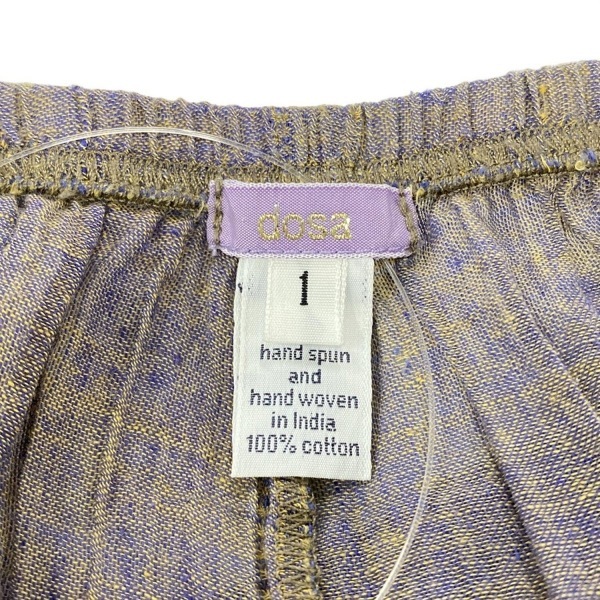 dosa
1
hand spun
and
hand woven
in India
100% cotton